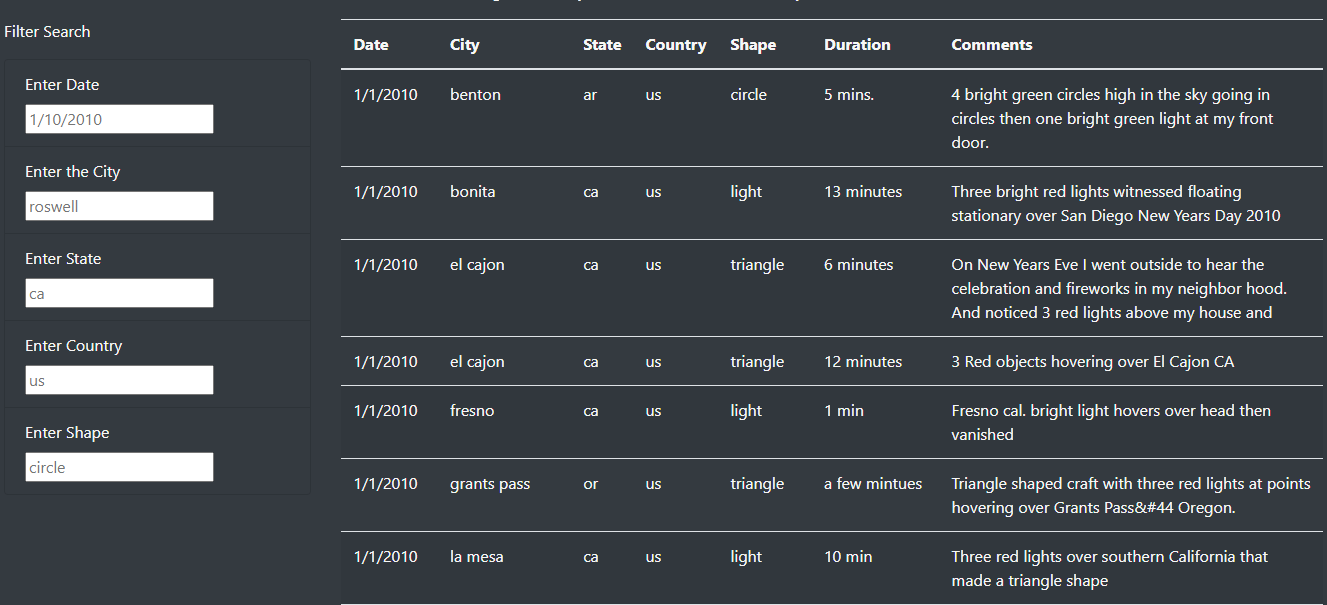 Filter Search
Enter Date
1/10/2010
Enter the City
roswell
Enter State
ca
Enter Country
us
Enter Shape
circle
Date City State Country Shape Duration Comments
1/1/2010 benton ar us circle 5 mins. 4 bright green circles high in the sky going in
circles then one bright green light at my front
door.
1/1/2010 bonita ca us light 13 minutes Three bright red lights witnessed floating
stationary over San Diego New Years Day 2010
1/1/2010 el cajon ca us triangle 6 minutes On New Years Eve I went outside to hear the
celebration and fireworks in my neighbor hood.
And noticed 3 red lights above my house and
1/1/2010 el cajon ca us triangle 12 minutes 3 Red objects hovering over El Cajon CA
1/1/2010 fresno ca us light 1 min Fresno cal. bright light hovers over head then
vanished
1/1/2010 grants pass or us triangle a few mintues Triangle shaped craft with three red lights at points
hovering over Grants Pass&#44 Oregon.
1/1/2010 la mesa ca us light 10 min Three red lights over southern California that
made a triangle shape